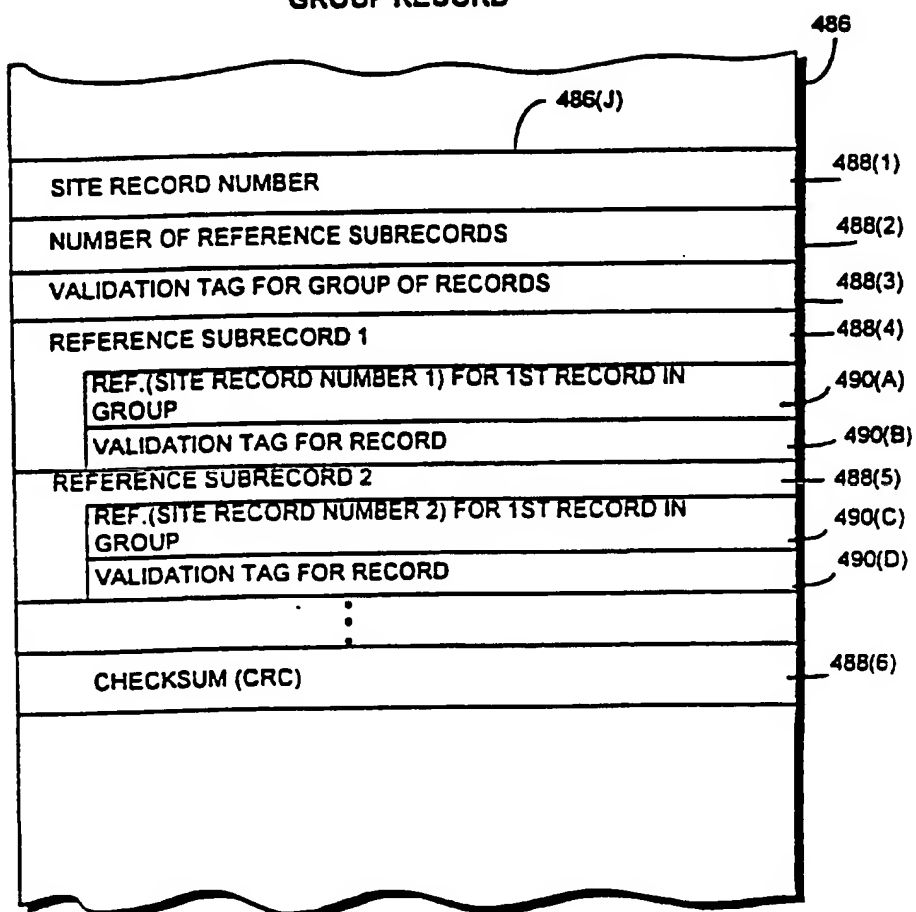 GROUP RECORD
486
486(J)
SITE RECORD NUMBER
488(1)
NUMBER OF REFERENCE SUBRECORDS
488(2)
VALIDATION TAG FOR GROUP OF RECORDS
488(3)
REFERENCE SUBRECORD 1
488(4)
REF.(SITE RECORD NUMBER 1) FOR 1ST RECORD IN
GROUP
490(A)
VALIDATION TAG FOR RECORD
490(B)
REFERENCE SUBRECORD 2
488(5)
REF.(SITE RECORD NUMBER 2) FOR 1ST RECORD IN
GROUP
490(C)
VALIDATION TAG FOR RECORD
490(D)
CHECKSUM (CRC)
488(6)